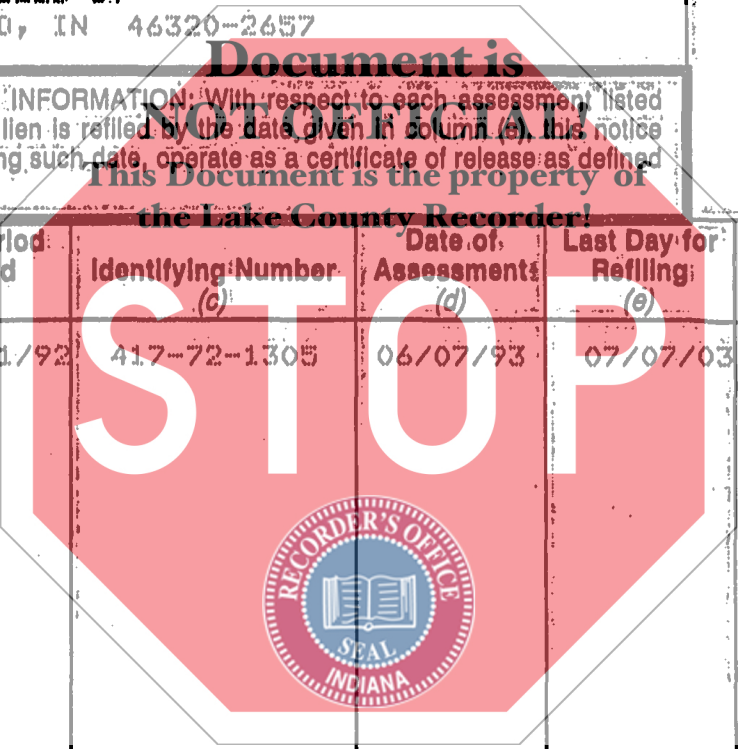 D, IN 46320-2657
Document is
INFORMATION: With respect to each assessment listed
NOT OFFICIAL!
lien is refiled by the date given in column (e), this notice
ng such date, operate as a certificate of release as defined
This Document is the property of
the Lake County Recorder!
riod
d
Identifying Number
(c)
Date of
Assessment
(d)
Last Day for
Refiling
(e)
STOP
1/92 417-72-1305 06/07/93 07/07/03
RECORDER'S OFFICE
SEAL
INDIANA